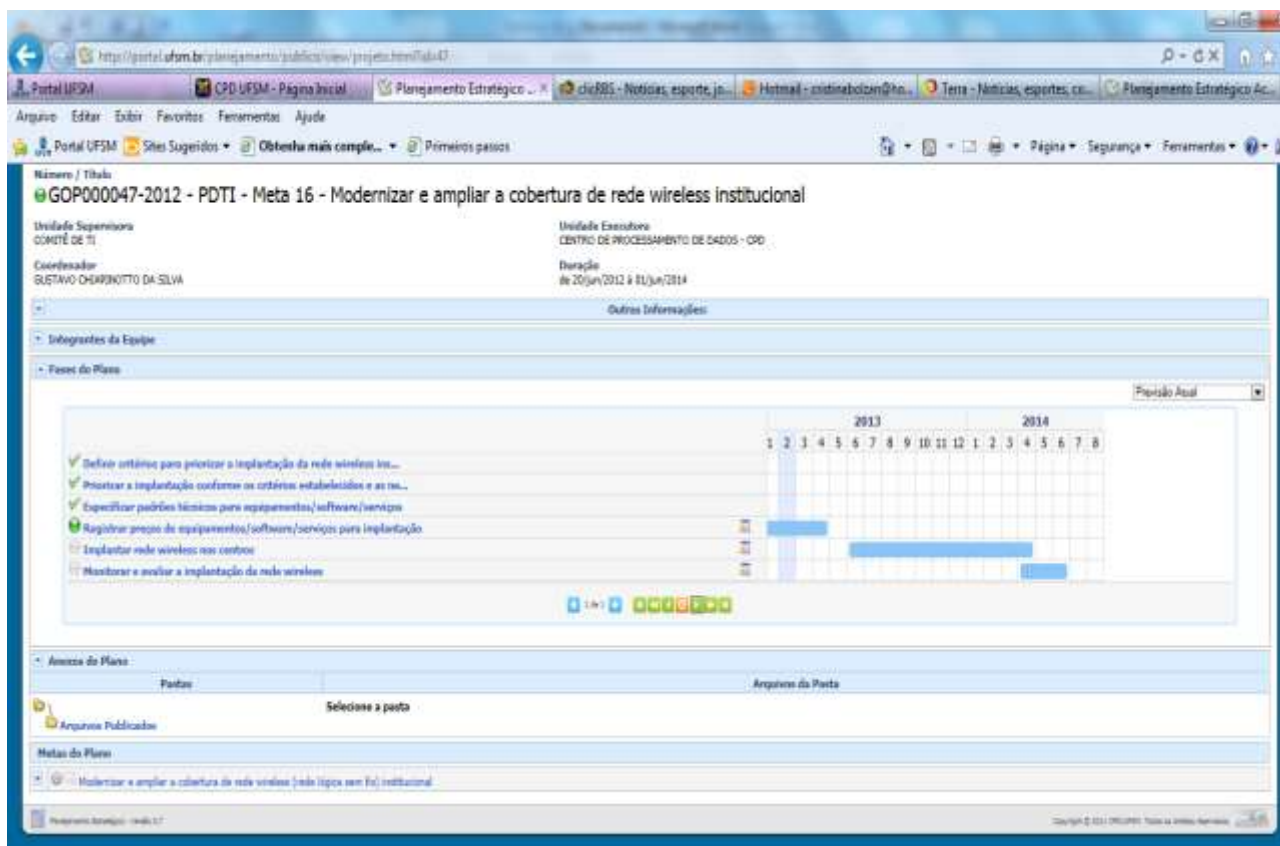 http://portal.ufsm.br/planejamento/publico/view/projeto.html?id=47
Portal UFSM
CPD UFSM - Página Inicial
Planejamento Estratégico ...
clicRBS - Notícias, esporte, jo...
Hotmail - cristinabolzan@ho...
Terra - Notícias, esportes, co...
Planejamento Estratégico Ac...
Arquivo Editar Exibir Favoritos Ferramentas Ajuda
Portal UFSM Sites Sugeridos Obtenha mais comple... Primeiros passos
Página Segurança Ferramentas
Número / Título
GOP000047-2012 - PDTI - Meta 16 - Modernizar e ampliar a cobertura de rede wireless institucional
Unidade Supervisora
COMITÊ DE TI
Unidade Executora
CENTRO DE PROCESSAMENTO DE DADOS - CPD
Coordenador
GUSTAVO CHIARINOTTO DA SILVA
Duração
de 20/jun/2012 à 01/jun/2014
Outras Informações:
Integrantes da Equipe
Fases do Plano
Previsão Atual
2013 2014
1 2 3 4 5 6 7 8 9 10 11 12 1 2 3 4 5 6 7 8
Definir critérios para priorizar a implantação da rede wireless ins...
Priorizar a implantação conforme os critérios estabelecidos e as ne...
Especificar padrões técnicos para equipamentos/software/serviços
Registrar preços de equipamentos/software/serviços para implantação
Implantar rede wireless nos centros
Monitorar e avaliar a implantação da rede wireless
Anexos do Plano
Pastas
Arquivos da Pasta
\
Arquivos Publicados
Selecione a pasta
Metas do Plano
Modernizar e ampliar a cobertura de rede wireless (rede lógica sem fio) institucional
Planejamento Estratégico